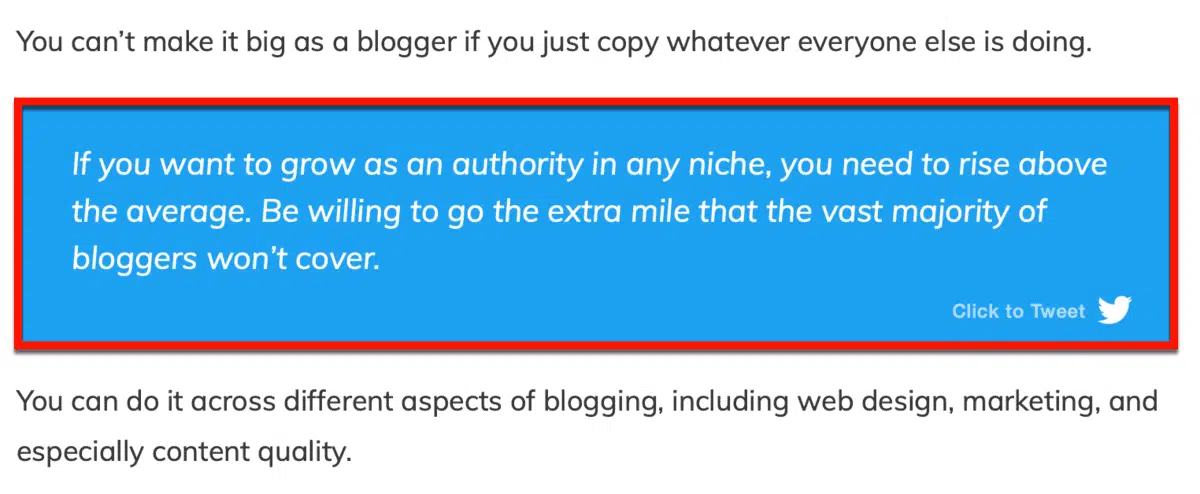 You can’t make it big as a blogger if you just copy whatever everyone else is doing.
If you want to grow as an authority in any niche, you need to rise above
the average. Be willing to go the extra mile that the vast majority of
bloggers won’t cover.
Click to Tweet
You can do it across different aspects of blogging, including web design, marketing, and
especially content quality.